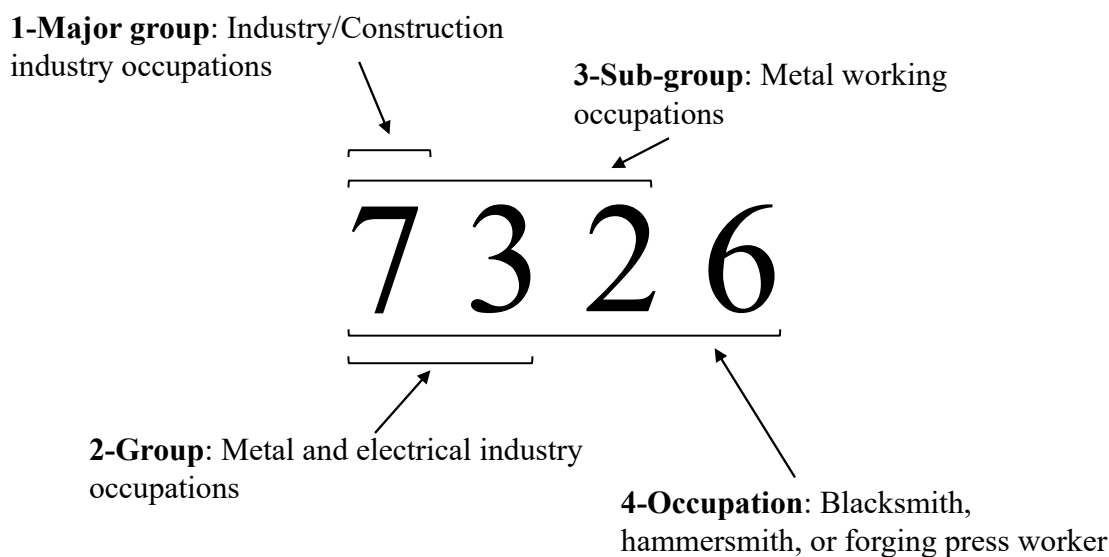 1-Major group: Industry/Construction
industry occupations
3-Sub-group: Metal working
occupations
7 3 2 6
2-Group: Metal and electrical industry
occupations
4-Occupation: Blacksmith,
hammersmith, or forging press worker